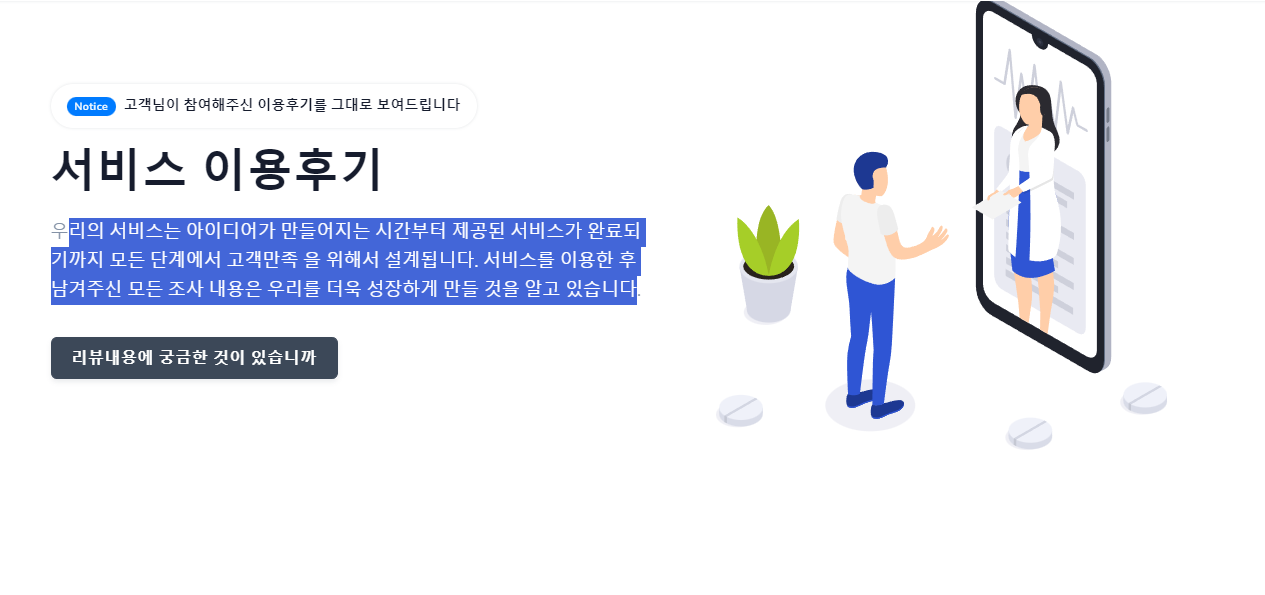 Notice 고객님이 참여해주신 이용후기를 그대로 보여드립니다
서비스 이용후기
우리의 서비스는 아이디어가 만들어지는 시간부터 제공된 서비스가 완료되
기까지 모든 단계에서 고객만족 을 위해서 설계됩니다. 서비스를 이용한 후
남겨주신 모든 조사 내용은 우리를 더욱 성장하게 만들 것을 알고 있습니다.
리뷰내용에 궁금한 것이 있습니까